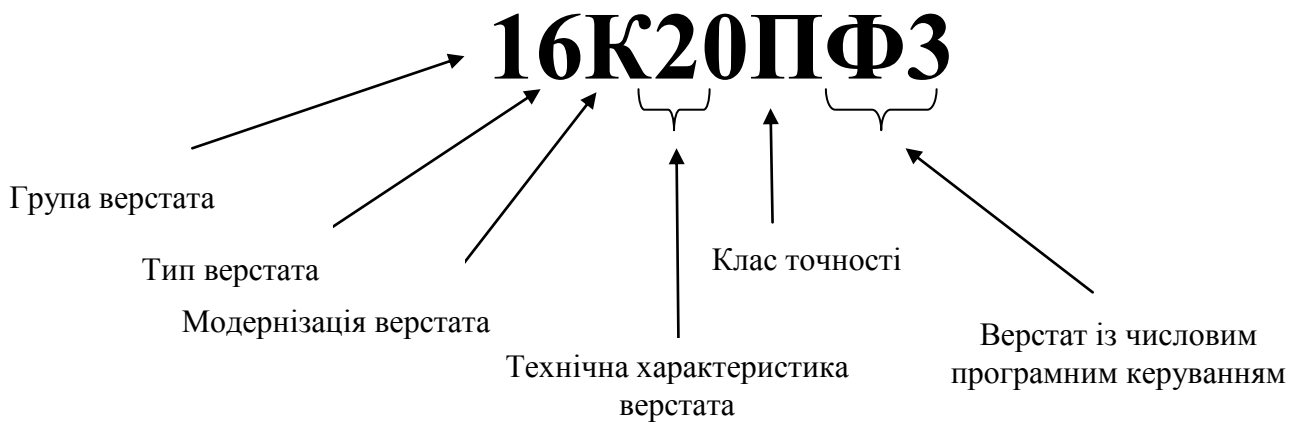 16К20ПФ3
Група верстата
Тип верстата
Клас точності
Модернізація верстата
Технічна характеристика
верстата
Верстат із числовим
програмним керуванням